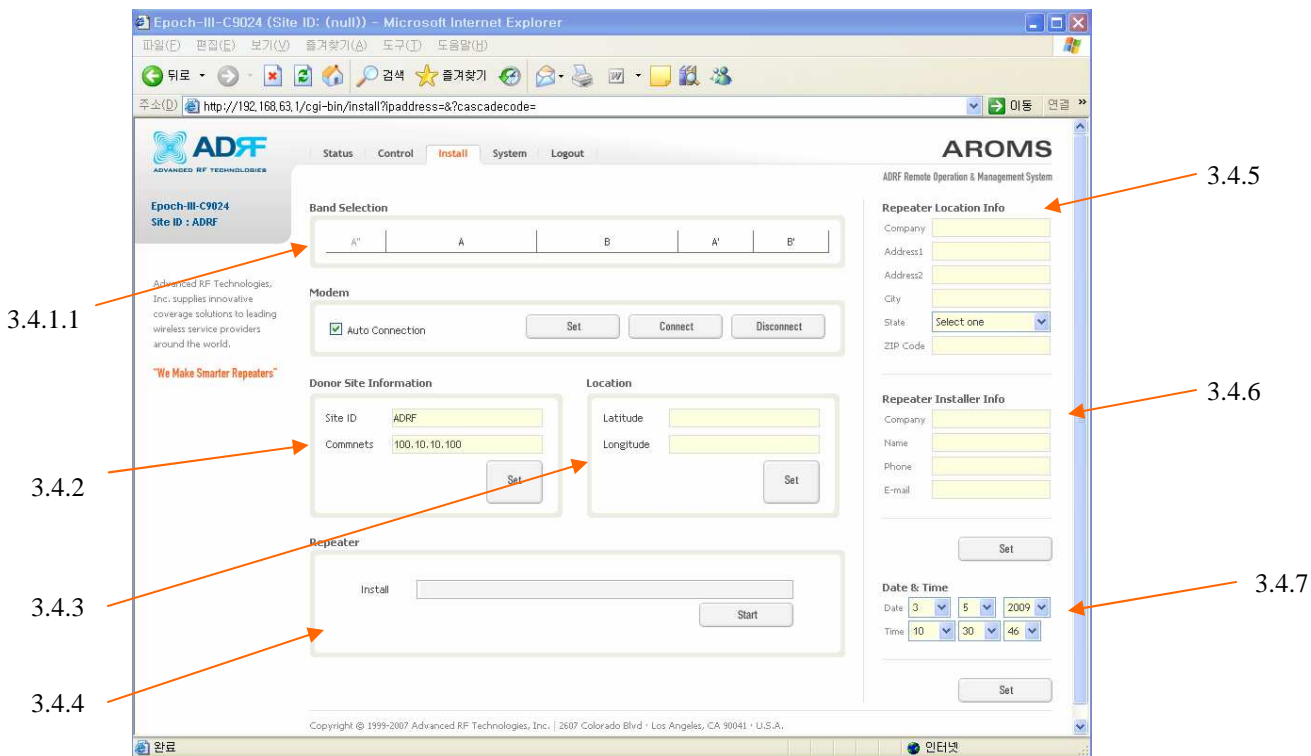 Epoch-III-C9024 (Site ID: (null)) - Microsoft Internet Explorer
파일(F) 편집(E) 보기(V) 즐겨찾기(A) 도구(T) 도움말(H)
뒤로 검색 즐겨찾기
주소(D) http://192.168.63.1/cgi-bin/install?ipaddress=&?cascadecode= 이동 연결 »
ADRF
ADVANCED RF TECHNOLOGIES
Status Control Install System Logout
AROMS
ADRF Remote Operation & Management System
Epoch-III-C9024
Site ID : ADRF
Advanced RF Technologies,
Inc. supplies innovative
coverage solutions to leading
wireless service providers
around the world.
"We Make Smarter Repeaters"
Band Selection
A" A B A' B'
Modem
Auto Connection Set Connect Disconnect
Donor Site Information
Site ID ADRF
Commnets 100.10.10.100
Set
Location
Latitude
Longitude
Set
Repeater
Install
Start
Repeater Location Info
Company
Address1
Address2
City
State Select one
ZIP Code
Repeater Installer Info
Company
Name
Phone
E-mail
Set
Date & Time
Date 3 5 2009
Time 10 30 46
Set
Copyright © 1999-2007 Advanced RF Technologies, Inc. | 2607 Colorado Blvd · Los Angeles, CA 90041 · U.S.A.
완료 인터넷
3.4.1.1
3.4.2
3.4.3
3.4.4
3.4.5
3.4.6
3.4.7